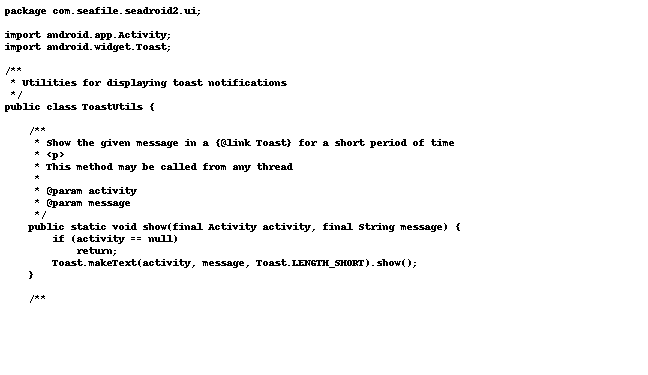 package com.seafile.seadroid2.ui;

import android.app.Activity;
import android.widget.Toast;

/**
 * Utilities for displaying toast notifications
 */
public class ToastUtils {

    /**
     * Show the given message in a {@link Toast} for a short period of time
     * <p>
     * This method may be called from any thread
     *
     * @param activity
     * @param message
     */
    public static void show(final Activity activity, final String message) {
        if (activity == null)
            return;
        Toast.makeText(activity, message, Toast.LENGTH_SHORT).show();
    }

    /**